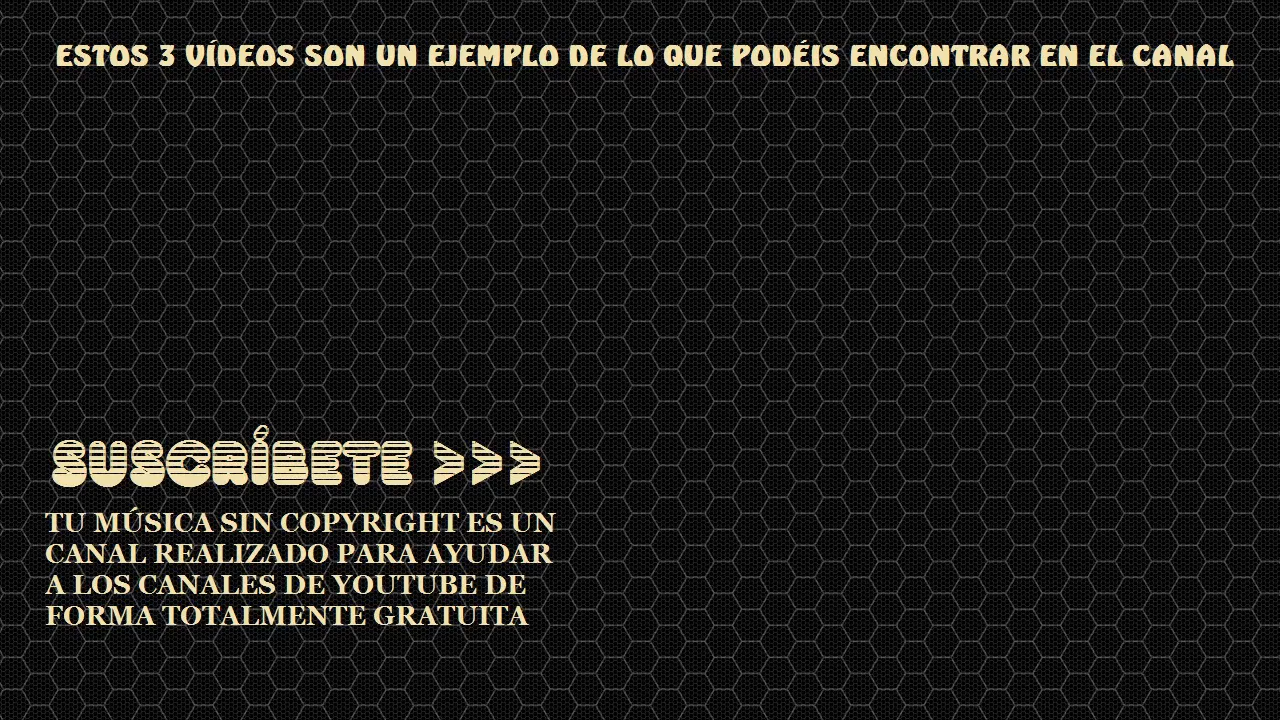 ESTOS 3 VÍDEOS SON UN EJEMPLO DE LO QUE PODÉIS ENCONTRAR EN EL CANAL
SUSCRÍBETE >>>
TU MÚSICA SIN COPYRIGHT ES UN
CANAL REALIZADO PARA AYUDAR
A LOS CANALES DE YOUTUBE DE
FORMA TOTALMENTE GRATUITA